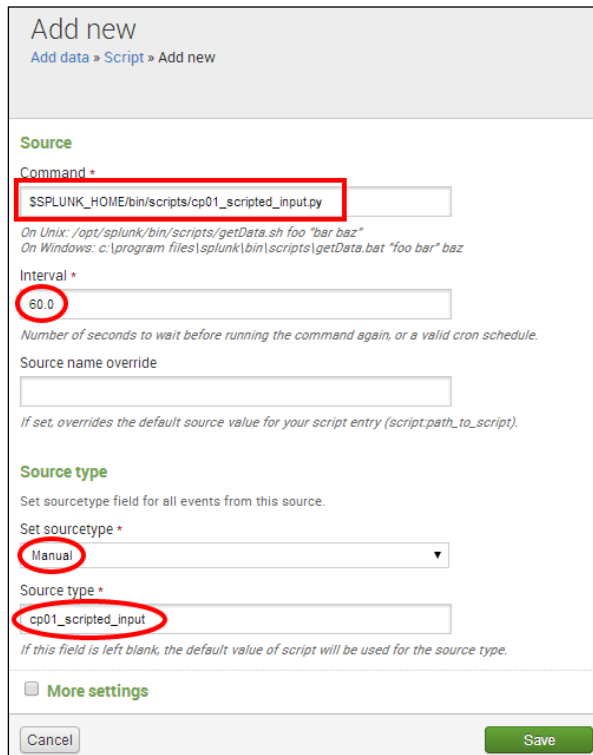 Add new
Add data » Script » Add new
Source
Command *
$SPLUNK_HOME/bin/scripts/cp01_scripted_input.py
On Unix: /opt/splunk/bin/scripts/getData.sh foo "bar baz"
On Windows: c:\program files\splunk\bin\scripts\getData.bat "foo bar" baz
Interval *
60.0
Number of seconds to wait before running the command again, or a valid cron schedule.
Source name override
If set, overrides the default source value for your script entry (script:path_to_script).
Source type
Set sourcetype field for all events from this source.
Set sourcetype *
Manual
Source type *
cp01_scripted_input
If this field is left blank, the default value of script will be used for the source type.
More settings
Cancel
Save